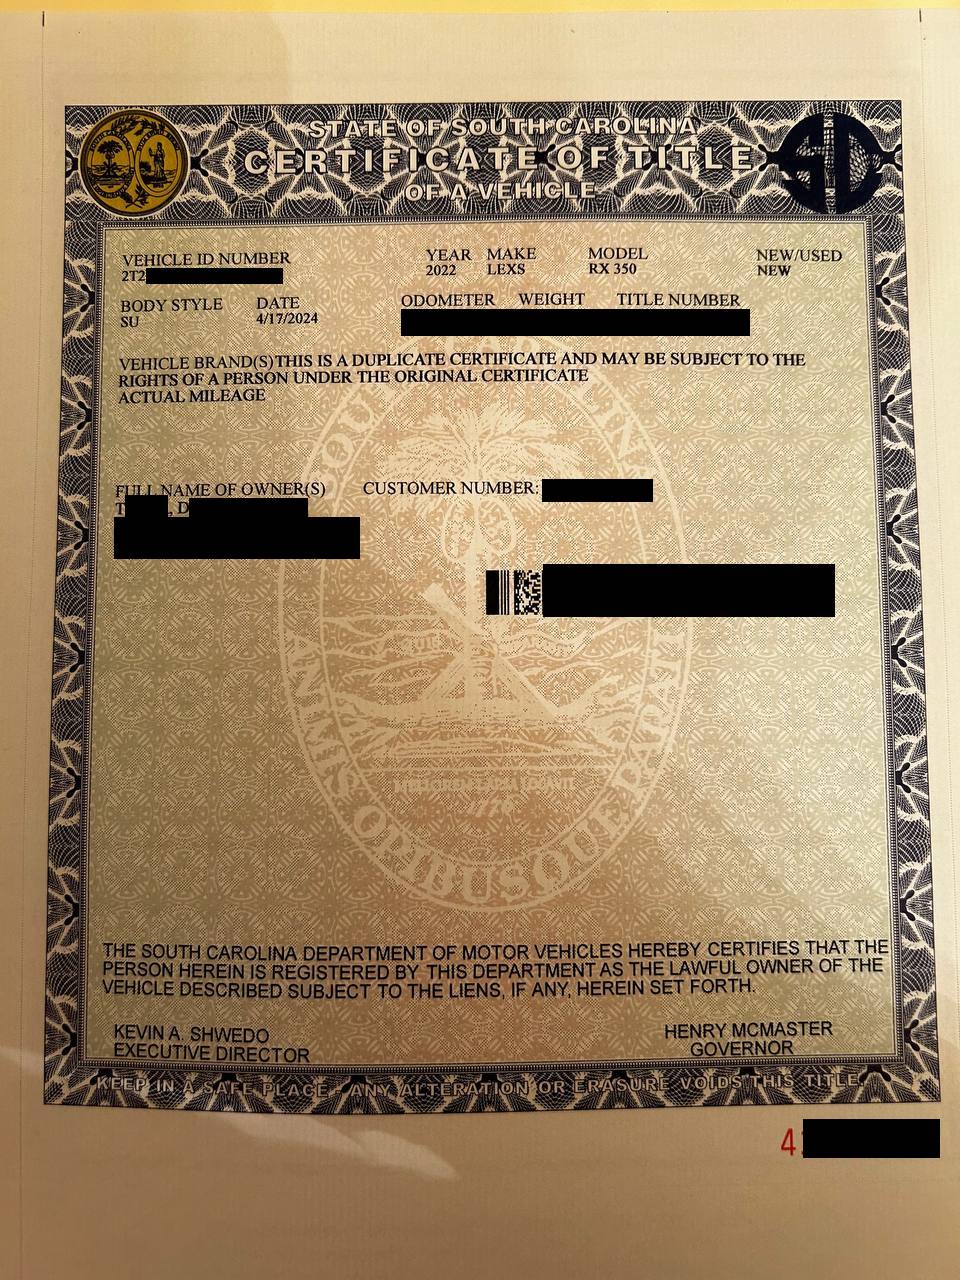 STATE OF SOUTH CAROLINA
CERTIFICATE OF TITLE
OF A VEHICLE
VEHICLE ID NUMBER YEAR MAKE MODEL NEW/USED
2T2 2022 LEXS RX 350 NEW
BODY STYLE DATE ODOMETER WEIGHT TITLE NUMBER
SU 4/17/2024
VEHICLE BRAND(S)THIS IS A DUPLICATE CERTIFICATE AND MAY BE SUBJECT TO THE
RIGHTS OF A PERSON UNDER THE ORIGINAL CERTIFICATE
ACTUAL MILEAGE
FULL NAME OF OWNER(S) CUSTOMER NUMBER:
T , D
THE SOUTH CAROLINA DEPARTMENT OF MOTOR VEHICLES HEREBY CERTIFIES THAT THE
PERSON HEREIN IS REGISTERED BY THIS DEPARTMENT AS THE LAWFUL OWNER OF THE
VEHICLE DESCRIBED SUBJECT TO THE LIENS, IF ANY, HEREIN SET FORTH.
KEVIN A. SHWEDO HENRY MCMASTER
EXECUTIVE DIRECTOR GOVERNOR
KEEP IN A SAFE PLACE - ANY ALTERATION OR ERASURE VOIDS THIS TITLE
4